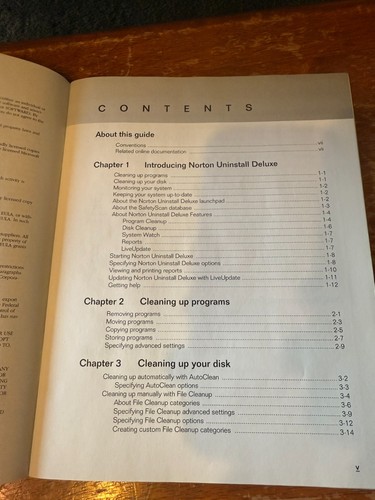 CONTENTS
About this guide
Conventions vii
Related online documentation
Chapter 1 Introducing Norton Uninstall Deluxe
Cleaning up programs 1-1
Cleaning up your disk 1-1
Monitoring your system 1-2
Keeping your system up-to-date 1-2
About the Norton Uninstall Deluxe launchpad 1-2
About the SafetyScan database 1-3
About Norton Uninstall Deluxe Features 1-4
Program Cleanup 1-4
Disk Cleanup 1-6
System Watch 1-7
Reports 1-7
LiveUpdate 1-7
Starting Norton Uninstall Deluxe 1-8
Specifying Norton Uninstall Deluxe options 1-8
Viewing and printing reports 1-10
Updating Norton Uninstall Deluxe with LiveUpdate 1-11
Getting help 1-12
Chapter 2 Cleaning up programs
Removing programs 2-1
Moving programs 2-3
Copying programs 2-5
Storing programs 2-7
Specifying advanced settings 2-9
Chapter 3 Cleaning up your disk
Cleaning up automatically with AutoClean 3-2
Specifying AutoClean options 3-3
Cleaning up manually with File Cleanup 3-4
About File Cleanup categories 3-6
Specifying File Cleanup advanced settings 3-9
Specifying File Cleanup options 3-12
Creating custom File Cleanup categories 3-14
v